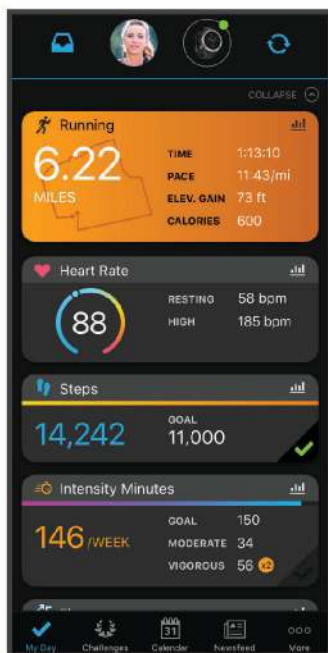 COLLAPSE
Running
6.22
MILES
TIME 1:13:10
PACE 11:43/mi
ELEV. GAIN 73 ft
CALORIES 600
Heart Rate
88
RESTING 58 bpm
HIGH 185 bpm
Steps
14,242
GOAL
11,000
Intensity Minutes
146 /WEEK
GOAL 150
MODERATE 34
VIGOROUS 56 x2
31
My Day Challenges Calendar Newsfeed More